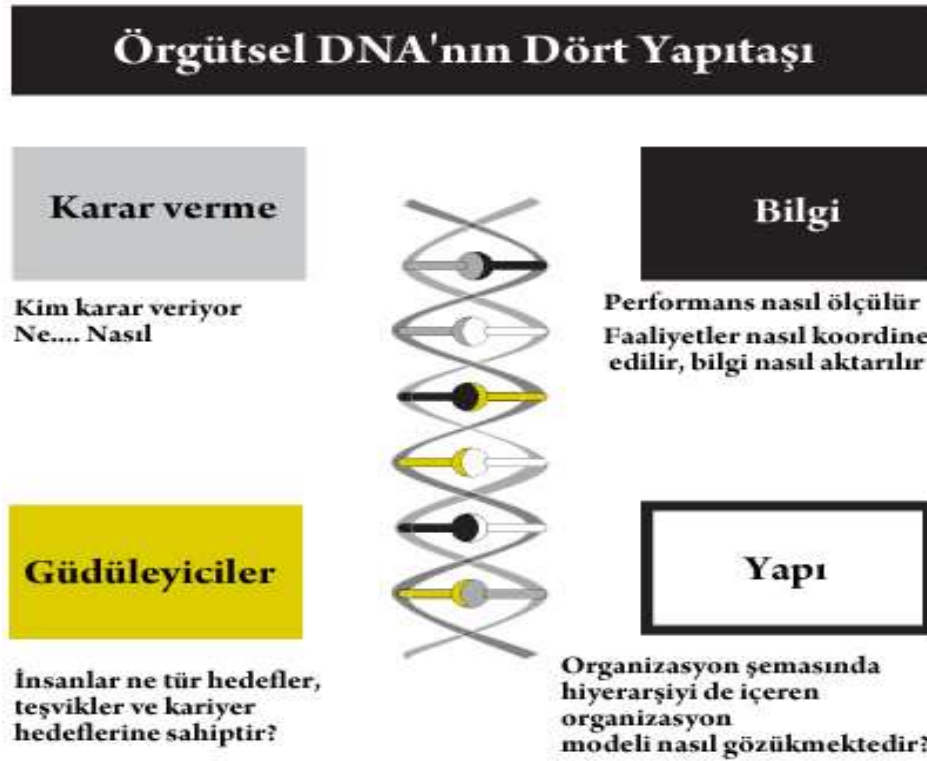 Örgütsel DNA'nın Dört Yapıtaşı
Karar verme
Kim karar veriyor
Ne.... Nasıl
Bilgi
Performans nasıl ölçülür
Faaliyetler nasıl koordine
edilir, bilgi nasıl aktarılır
Güdüleyiciler
İnsanlar ne tür hedefler,
teşvikler ve kariyer
hedeflerine sahiptir?
Yapı
Organizasyon şemasında
hiyerarşiyi de içeren
organizasyon
modeli nasıl gözükmektedir?